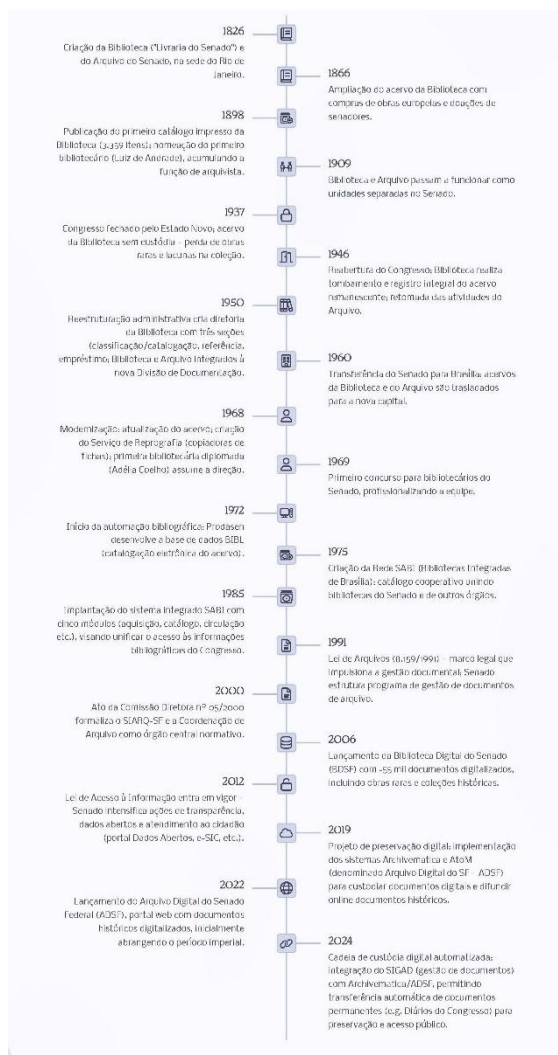 1826
Criação da Biblioteca ("Livraria do Senado") e
do Arquivo do Senado, na sede do Rio de
Janeiro.
1866
Ampliação do acervo da Biblioteca com
compras de obras europeias e doações de
senadores.
1898
Publicação do primeiro catálogo impresso da
Biblioteca (3.359 itens); nomeação do primeiro
bibliotecário (Luiz de Andrade), acumulando a
função de arquivista.
1909
Biblioteca e Arquivo passam a funcionar como
unidades separadas no Senado.
1937
Congresso fechado pelo Estado Novo; acervo
da Biblioteca sem custódia – perda de obras
raras e lacunas na coleção.
1946
Reabertura do Congresso; Biblioteca realiza
tombamento e registro integral do acervo
remanescente; retomada das atividades do
Arquivo.
1950
Reestruturação administrativa cria diretoria
da Biblioteca com três seções
(classificação/catalogação, referência,
empréstimo; Biblioteca e Arquivo integrados à
nova Divisão de Documentação.
1960
Transferência do Senado para Brasília; acervos
da Biblioteca e do Arquivo são trasladados
para a nova capital.
1968
Modernização: atualização do acervo; criação
do Serviço de Reprografia (copiadoras de
fichas); primeira bibliotecária diplomada
(Adélia Coelho) assume a direção.
1969
Primeiro concurso para bibliotecários do
Senado, profissionalizando a equipe.
1972
Início da automação bibliográfica: Prodasen
desenvolve a base de dados BIBL
(catalogação eletrônica do acervo).
1975
Criação da Rede SABI (Bibliotecas Integradas
de Brasília): catálogo cooperativo unindo
bibliotecas do Senado e de outros órgãos.
1985
Implantação do sistema integrado SABI com
cinco módulos (aquisição, catálogo, circulação
etc.), visando unificar o acesso às informações
bibliográficas do Congresso.
1991
Lei de Arquivos (8.159/1991) – marco legal que
impulsiona a gestão documental; Senado
estrutura programa de gestão de documentos
de arquivo.
2000
Ato da Comissão Diretora nº 05/2000
formaliza o SIARQ-SF e a Coordenação de
Arquivo como órgão central normativo.
2006
Lançamento da Biblioteca Digital do Senado
(BDSF) com ~55 mil documentos digitalizados,
incluindo obras raras e coleções históricas.
2012
Lei de Acesso à Informação entra em vigor –
Senado intensifica ações de transparência,
dados abertos e atendimento ao cidadão
(portal Dados Abertos, e-SIC, etc.).
2019
Projeto de preservação digital: implementação
dos sistemas Archivematica e AtoM
(denominado Arquivo Digital do SF – ADSF)
para custodiar documentos digitais e difundir
online documentos históricos.
2022
Lançamento do Arquivo Digital do Senado
Federal (ADSF), portal web com documentos
históricos digitalizados, inicialmente
abrangendo o período imperial.
2024
Cadeia de custódia digital automatizada:
integração do SIGAD (gestão de documentos)
com Archivematica/ADSF, permitindo
transferência automática de documentos
permanentes (e.g. Diários do Congresso) para
preservação e acesso público.